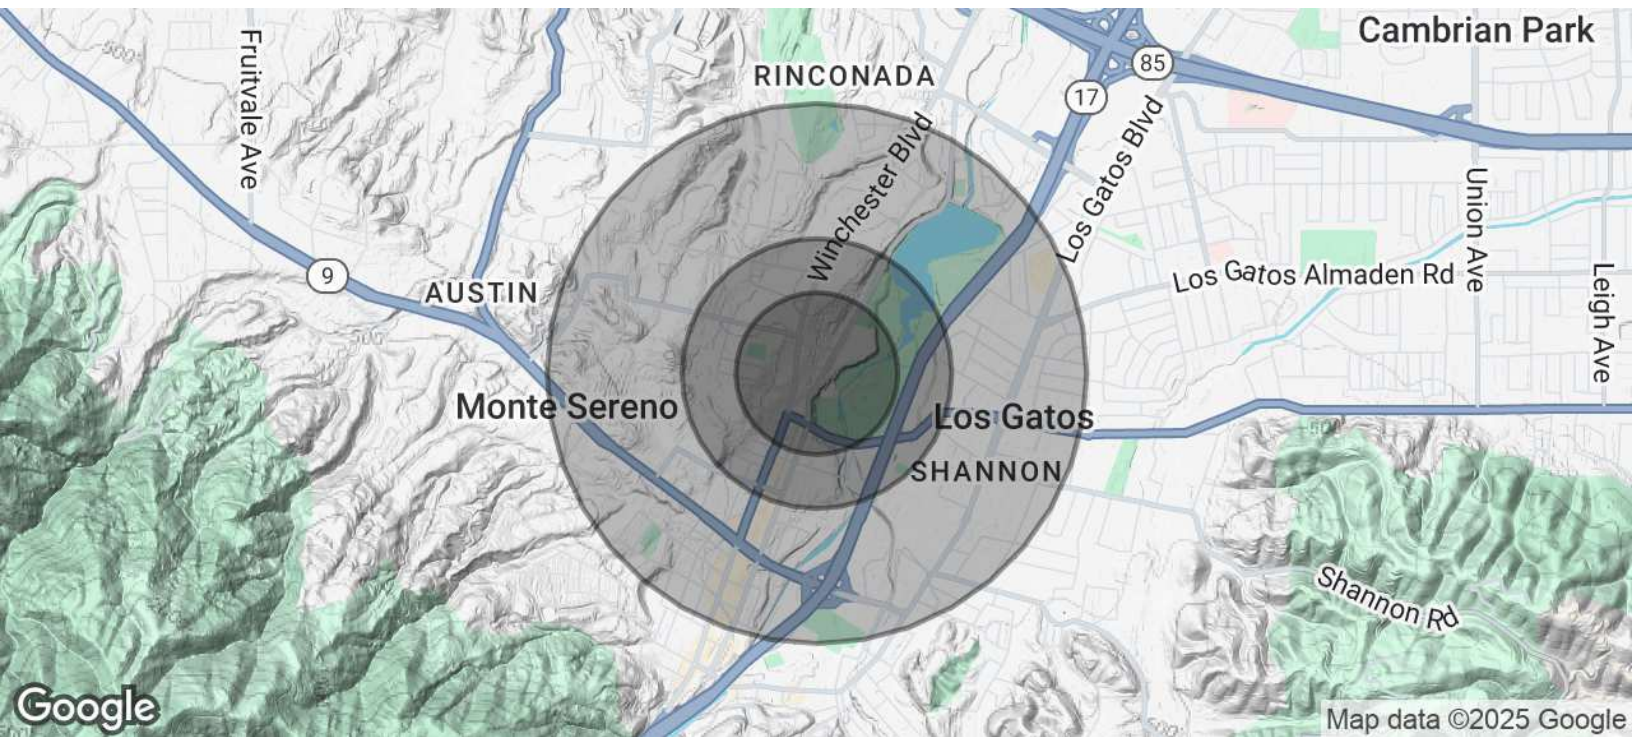 Cambrian Park
Fruitvale Ave
RINCONADA
85
17
Winchester Blvd
Los Gatos Blvd
Union Ave
9
AUSTIN
Los Gatos Almaden Rd
Leigh Ave
Monte Sereno
Los Gatos
SHANNON
Shannon Rd
Google
Map data ©2025 Google